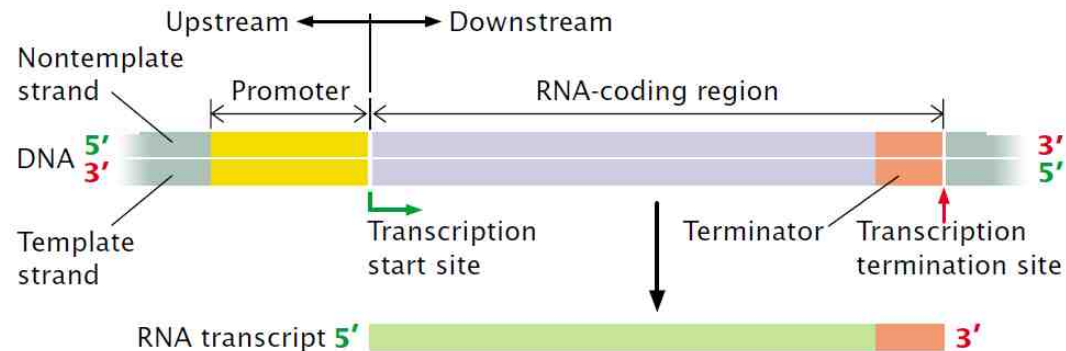 Upstream Downstream
Nontemplate
strand
Promoter RNA-coding region
DNA 5′ 3′
3′ 5′
Template
strand
Transcription
start site
Terminator
Transcription
termination site
RNA transcript 5′ 3′